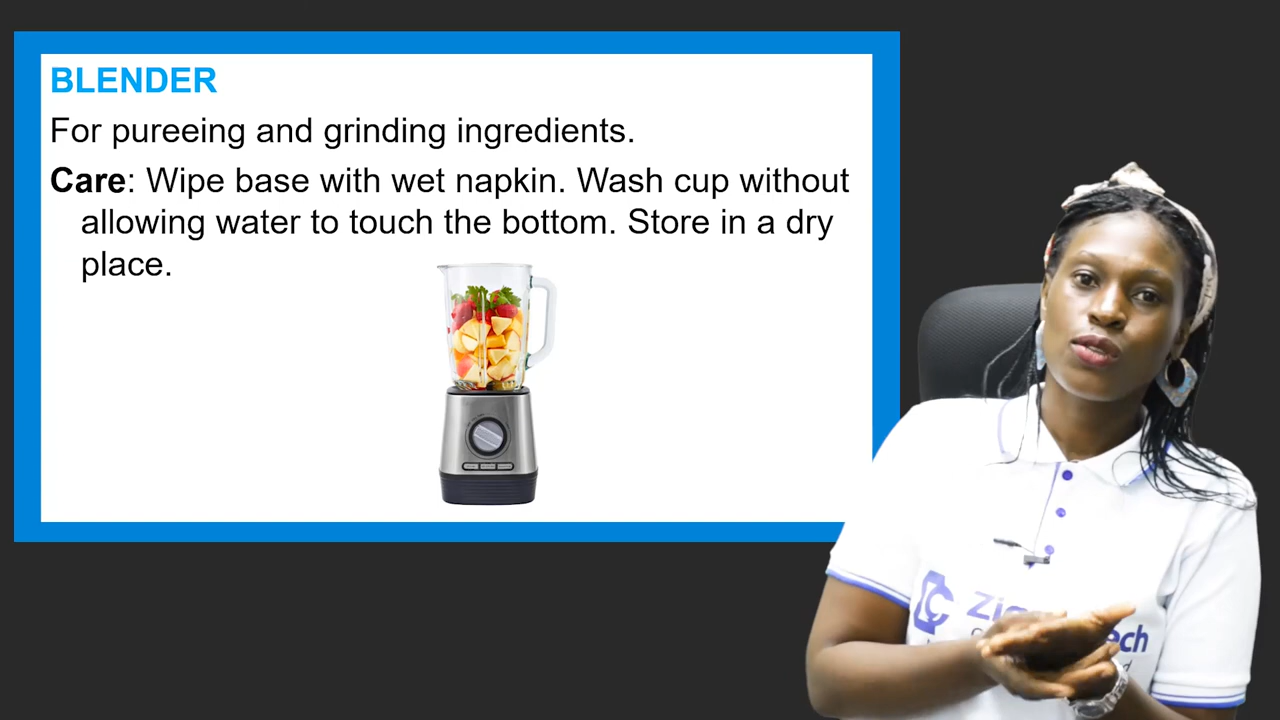 BLENDER
For pureeing and grinding ingredients.
Care: Wipe base with wet napkin. Wash cup without
allowing water to touch the bottom. Store in a dry
place.